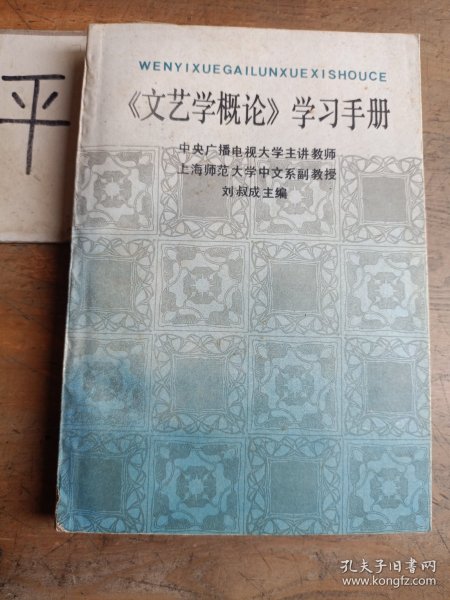 平
WENYIXUEGAILUNXUEXISHOUCE
《文艺学概论》学习手册
中央广播电视大学主讲教师
上海师范大学中文系副教授
刘叔成主编
孔夫子旧书网
www.kongfz.com